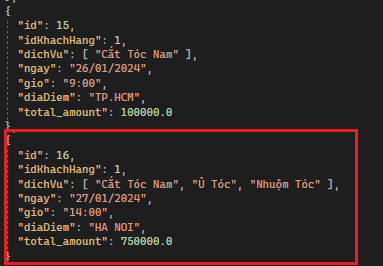 {
"id": 15,
"idKhachHang": 1,
"dichVu": [ "Cắt Tóc Nam" ],
"ngay": "26/01/2024",
"gio": "9:00",
"diaDiem": "TP.HCM",
"total_amount": 100000.0
},
{
"id": 16,
"idKhachHang": 1,
"dichVu": [ "Cắt Tóc Nam", "Ủ Tóc", "Nhuộm Tóc" ],
"ngay": "27/01/2024",
"gio": "14:00",
"diaDiem": "HA NOI",
"total_amount": 750000.0
}